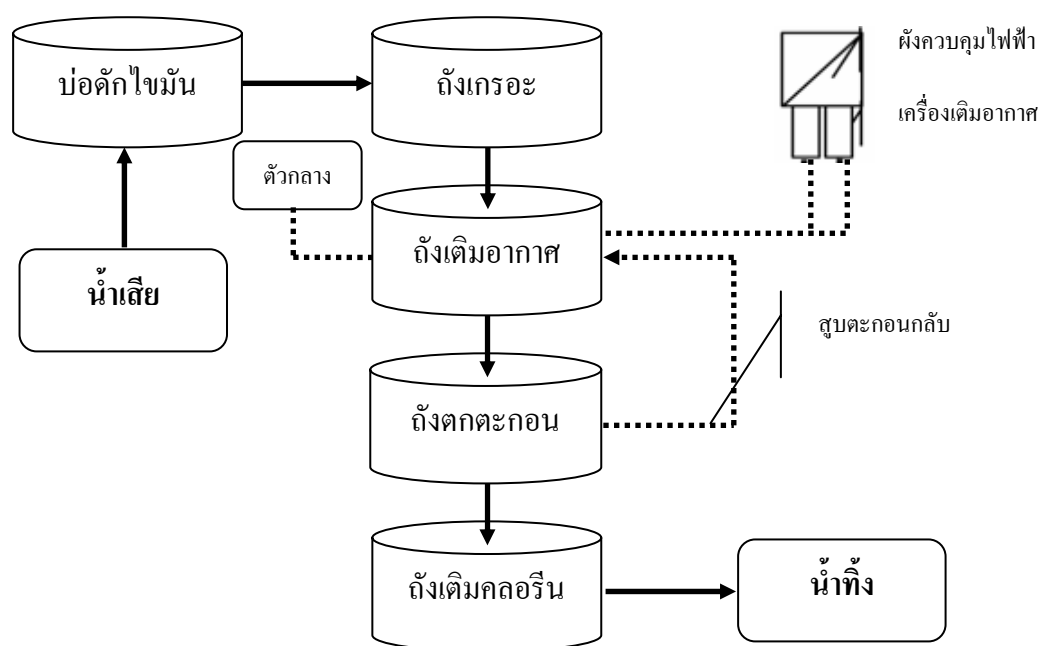 บ่อดักไขมัน
ถังเกรอะ
ผังควบคุมไฟฟ้า
เครื่องเติมอากาศ
ตัวกลาง
ถังเติมอากาศ
น้ำเสีย
สูบตะกอนกลับ
ถังตกตะกอน
ถังเติมคลอรีน
น้ำทิ้ง